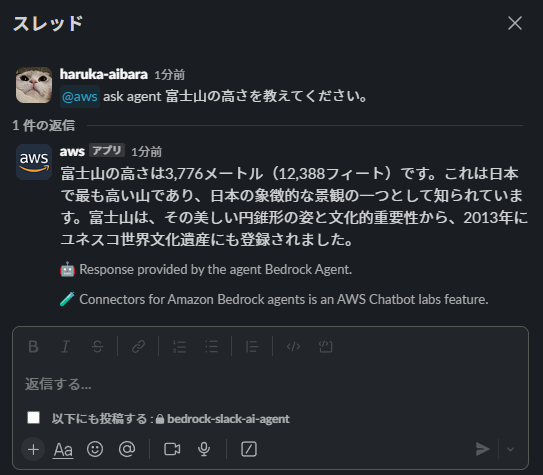 スレッド
haruka-aibara 1分前
@aws ask agent 富士山の高さを教えてください。
1 件の返信
aws
aws アプリ 1分前
富士山の高さは3,776メートル（12,388フィート）です。これは日本
で最も高い山であり、日本の象徴的な景観の一つとして知られていま
す。富士山は、その美しい円錐形の姿と文化的重要性から、2013年に
ユネスコ世界文化遺産にも登録されました。
🤖 Response provided by the agent Bedrock Agent.
🧪 Connectors for Amazon Bedrock agents is an AWS Chatbot labs feature.
B I S
返信する...
以下にも投稿する : bedrock-slack-ai-agent
Aa